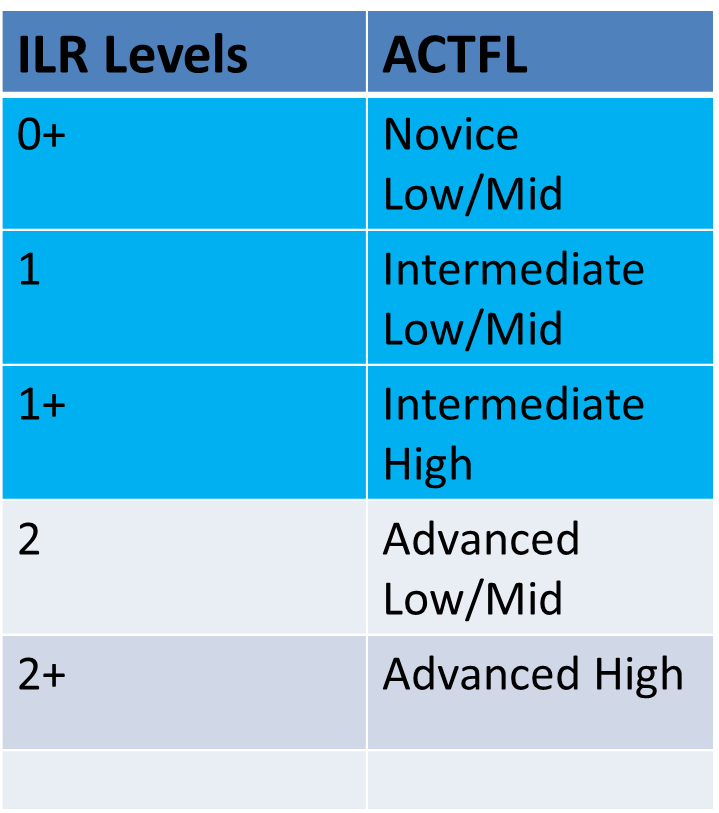 ILR Levels ACTFL
0+ Novice
Low/Mid
1 Intermediate
Low/Mid
1+ Intermediate
High
2 Advanced
Low/Mid
2+ Advanced High